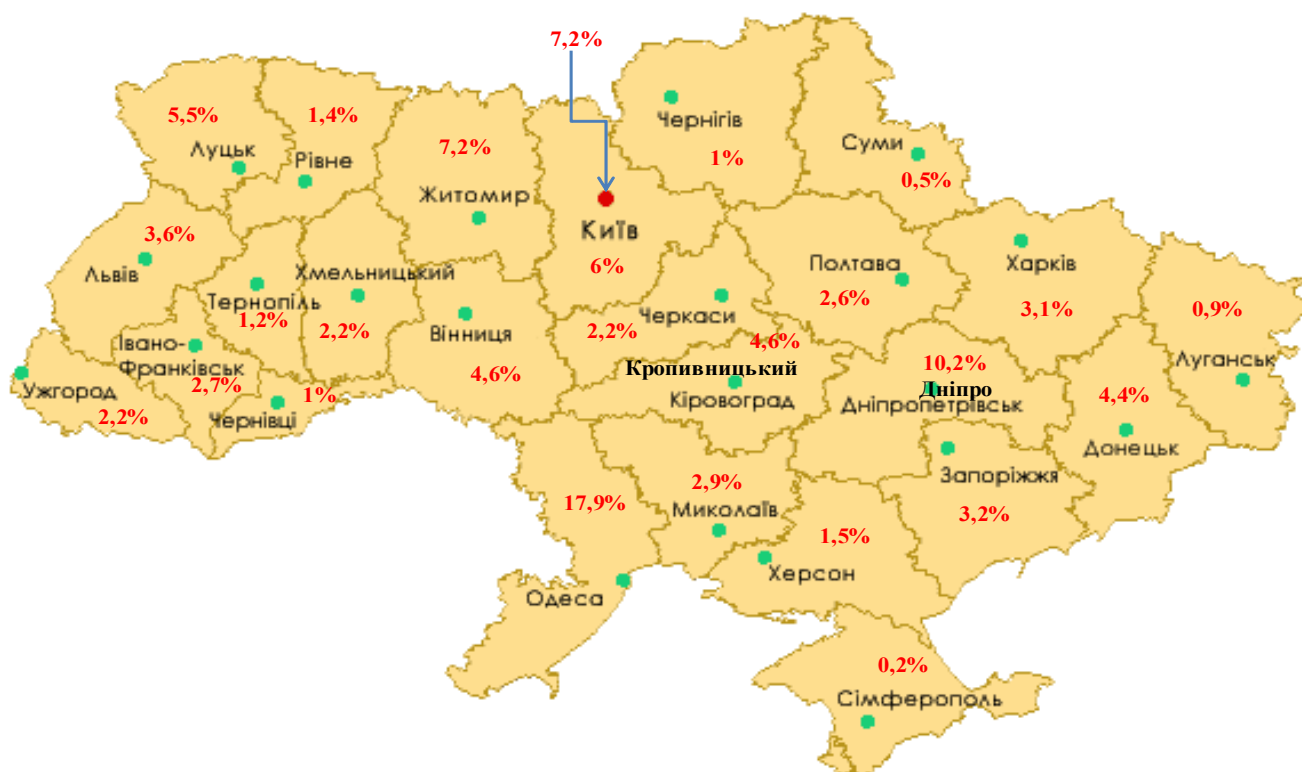 7,2%
5,5%
Луцьк
1,4%
Рівне
7,2%
Житомир
Чернігів
1%
Суми
0,5%
Київ
6%
3,6%
Львів
Тернопіль
1,2%
Хмельницький
2,2%
Вінниця
4,6%
Черкаси
2,2%
Полтава
2,6%
Харків
3,1%
0,9%
Луганськ
Івано-
Франківськ
2,7%
Ужгород
2,2%
1%
Чернівці
4,6%
Кропивницький
Кіровоград
10,2%
Дніпро
Дніпропетрівськ
4,4%
Донецьк
Запоріжжя
3,2%
17,9%
Одеса
2,9%
Миколаїв
1,5%
Херсон
0,2%
Сімферополь